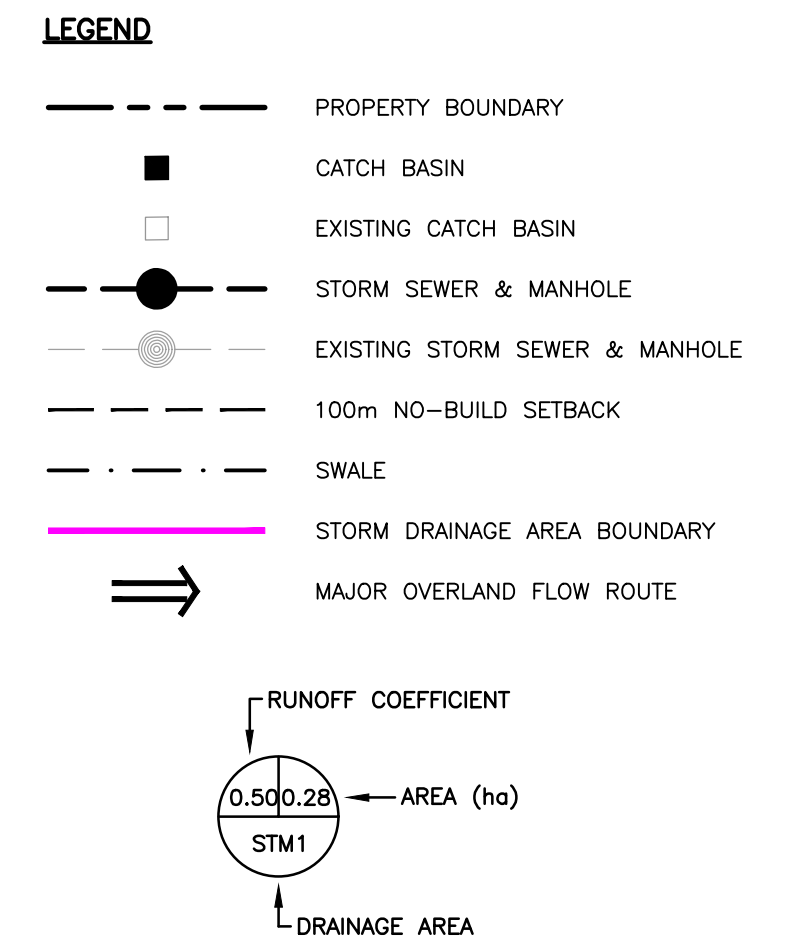 LEGEND
PROPERTY BOUNDARY
CATCH BASIN
EXISTING CATCH BASIN
STORM SEWER & MANHOLE
EXISTING STORM SEWER & MANHOLE
100m NO-BUILD SETBACK
SWALE
STORM DRAINAGE AREA BOUNDARY
MAJOR OVERLAND FLOW ROUTE
RUNOFF COEFFICIENT
0.50 0.28 AREA (ha)
STM1
DRAINAGE AREA